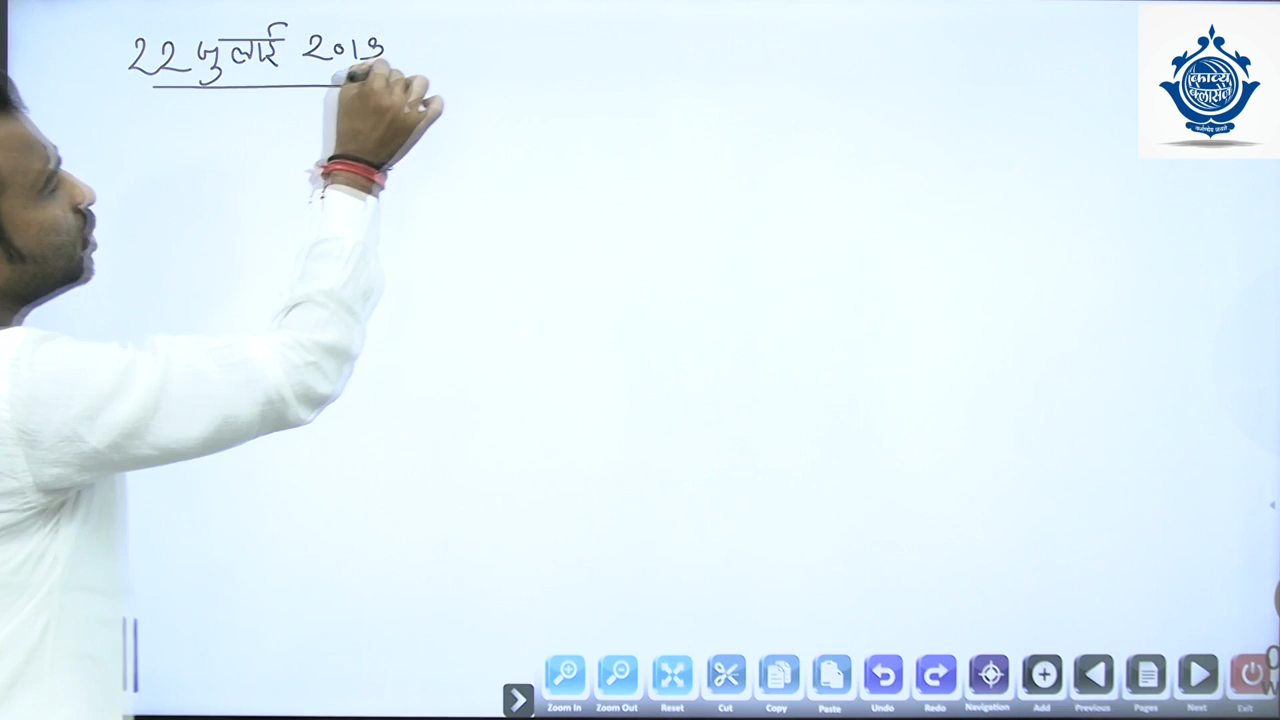 22 जुलाई 2019
काव्य
क्लासेज
Zoom In
Zoom Out
Reset
Cut
Copy
Paste
Undo
Redo
Navigation
Add
Previous
Pages
Next
Exit